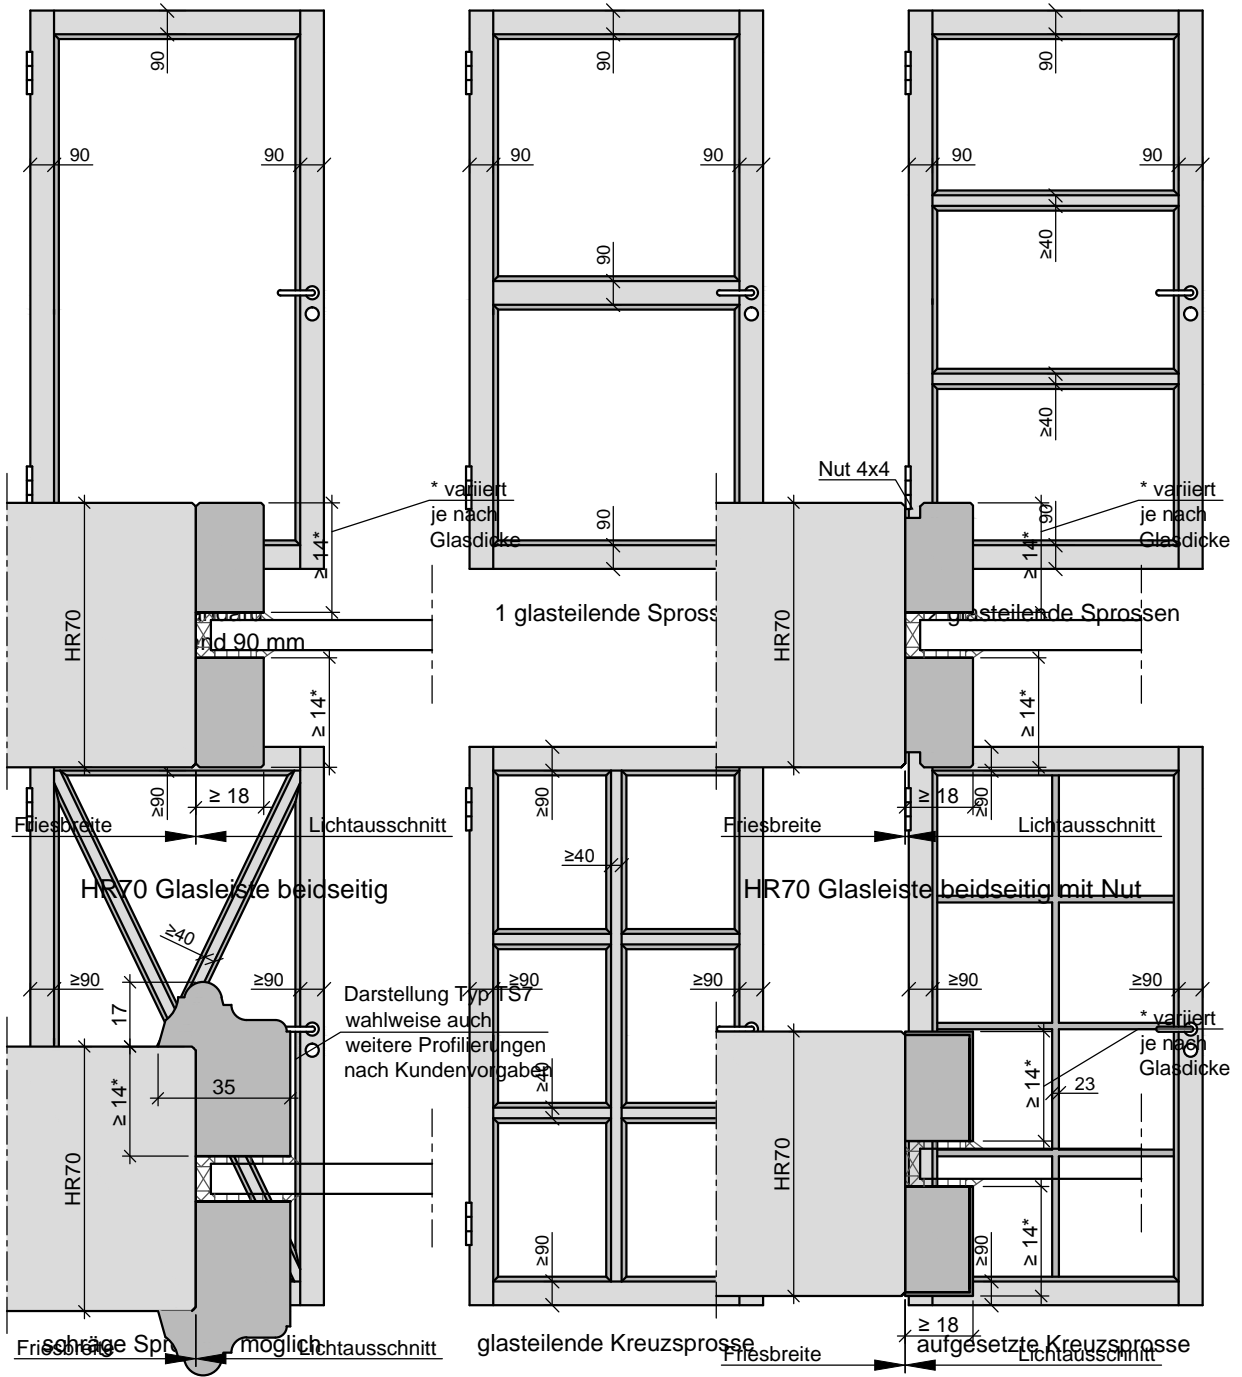 90
90
90
90 90
90 90
90 90
90
≥40
≥40
Nut 4x4
* variiert
je nach
Glasdicke
* variiert
je nach
Glasdicke
90
90
≥ 14*
≥ 14*
HR70
HR70
1 glasteilende
glasteilende Sprossen
nd 90 mm
≥ 14*
≥ 14*
≥90
≥90
≥90
≥ 18
≥ 18
Friesbreite Lichtausschnitt
Friesbreite Lichtausschnitt
≥40
HR70 Glasleiste beidseitig
HR70 Glasleiste beidseitig mit Nut
≥40
≥90 ≥90
≥90 ≥90
≥90 ≥90
17
Darstellung Typ TS7
wahlweise auch
weitere Profilierungen
nach Kundenvorgaben
* variiert
je nach
Glasdicke
≥ 14*
35
≥40
≥ 14*
23
HR70
HR70
≥90
≥ 14*
≥90
≥ 18
schräge möglich
glasteilende Kreuzsprosse
aufgesetzte Kreuzsprosse
Friesbreite Lichtausschnitt
Friesbreite Lichtausschnitt